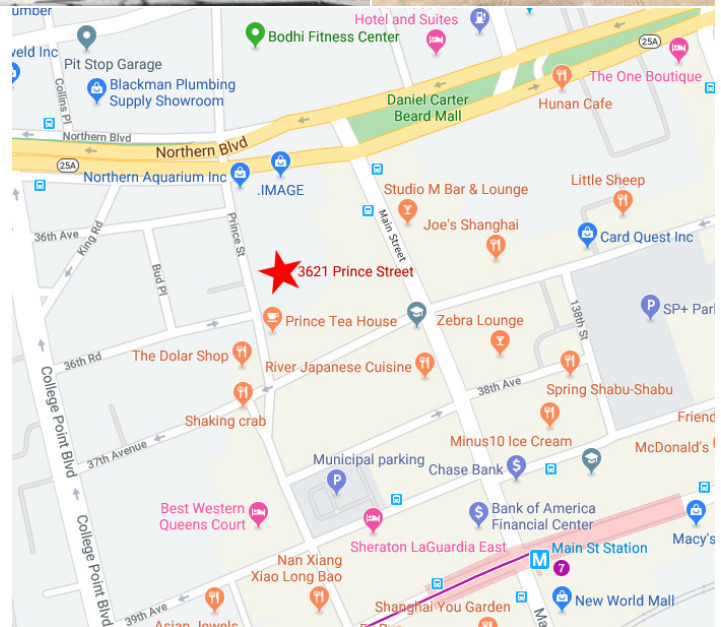 umber
Hotel and Suites
25A
Bodhi Fitness Center
weld Inc
Pit Stop Garage
The One Boutique
Blackman Plumbing
Supply Showroom
Collins Pl
Daniel Carter
Beard Mall
Hunan Cafe
Northern Blvd
Northern Blvd
25A
Northern Aquarium Inc
.IMAGE
Studio M Bar & Lounge
Little Sheep
Main Street
Prince St
Joe's Shanghai
36th Ave
King Rd
Card Quest Inc
Bud Pl
3621 Prince Street
138th St
SP+ Park
Prince Tea House
Zebra Lounge
36th Rd
The Dolar Shop
River Japanese Cuisine
38th Ave
Spring Shabu-Shabu
College Point Blvd
Shaking crab
Friend
Minus10 Ice Cream
McDonald's
37th Avenue
Municipal parking
P
Chase Bank
$
Best Western
Queens Court
Bank of America
Financial Center
Sheraton LaGuardia East
Main St Station
M
7
Macy's
College Point Blvd
Nan Xiang
Xiao Long Bao
39th Ave
Shanghai You Garden
New World Mall
Asian Jewels
Ma